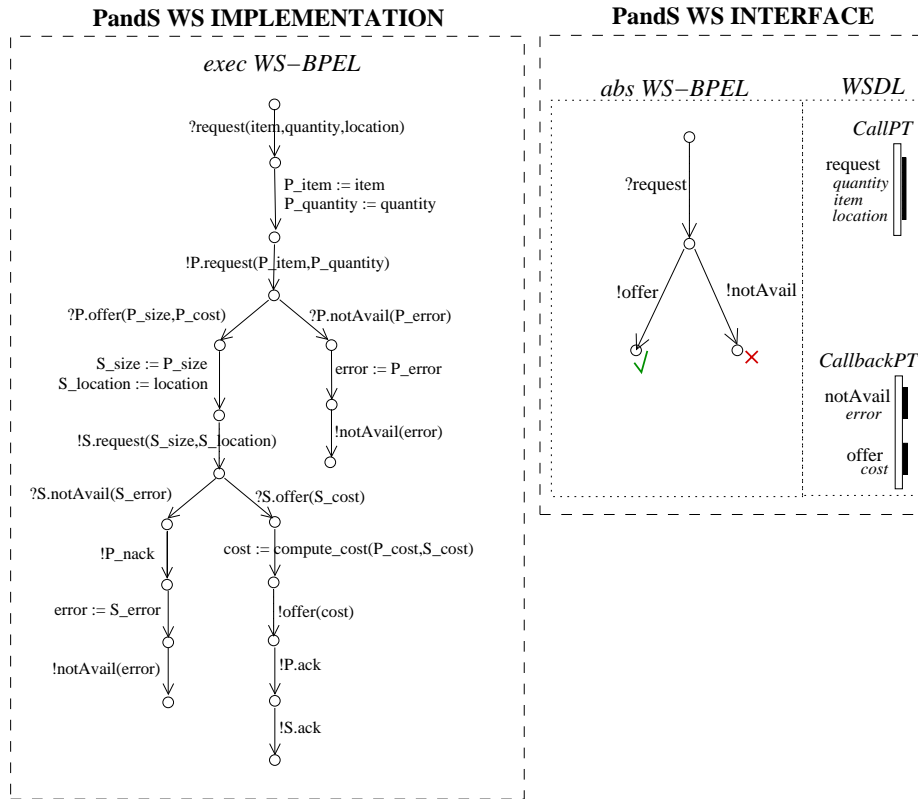 PandS WS IMPLEMENTATION
exec WS–BPEL
?request(item,quantity,location)
P_item := item
P_quantity := quantity
!P.request(P_item,P_quantity)
?P.offer(P_size,P_cost)
?P.notAvail(P_error)
S_size := P_size
S_location := location
error := P_error
!S.request(S_size,S_location)
!notAvail(error)
?S.notAvail(S_error)
?S.offer(S_cost)
!P_nack
cost := compute_cost(P_cost,S_cost)
error := S_error
!offer(cost)
!notAvail(error)
!P.ack
!S.ack
PandS WS INTERFACE
abs WS–BPEL
?request
!offer
!notAvail
WSDL
CallPT
request
quantity
item
location
CallbackPT
notAvail
error
offer
cost